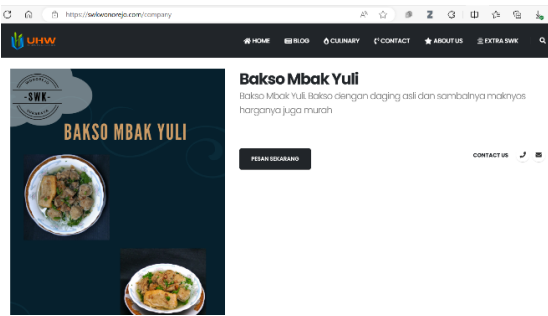 https://swkwonorejo.com/company
UHW
HOME BLOG CULINARY CONTACT ABOUT US EXTRA SWK
-SWK-
BAKSO MBAK YULI
Bakso Mbak Yuli
Bakso Mbak Yuli. Bakso dengan daging asli dan sambalnya maknyos
harganya juga murah
PESAN SEKARANG
CONTACT US